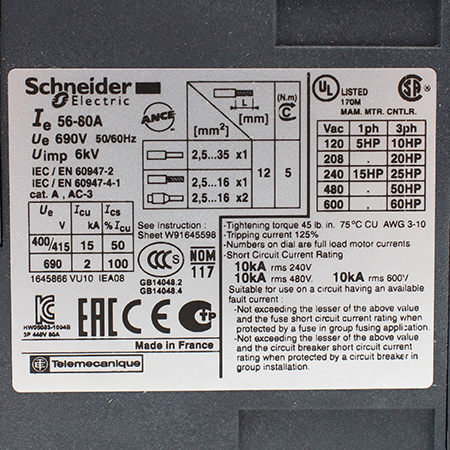 Schneider
Electric
Ie 56-80A
Ue 690V 50/60Hz
Uimp 6kV
IEC / EN 60947-2
IEC / EN 60947-4-1
cat. A , AC-3
ANCE
[mm²] L [mm] (N.m) C
2,5...35 x1
2,5...16 x1
2,5...16 x2
12 5
UL LISTED
170M
MAM. MTR. CNTLR.
Vac 1ph 3ph
120 5HP 10HP
208 . 20HP
240 15HP 25HP
480 . 50HP
600 . 60HP
Ue V Icu kA Ics % Icu
400/415 15 50
690 2 100
1645866 VU10 IEA08
See instruction :
Sheet W91645598
CCC S
GB14048.2
GB14048.4
NOM
117
-Tightening torque 45 lb. in. 75°C CU AWG 3-10
-Tripping current 125%
-Numbers on dial are full load motor currents
-Short Circuit Current Rating
10kA rms 240V
10kA rms 480V. 10kA rms 600V
Suitable for use on a circuit having an available
fault current :
-Not exceeding the lesser of the above value
and the fuse short circuit current rating when
protected by a fuse in group fusing application.
-Not exceeding the lesser of the above value
and the circuit breaker short current rating
when protected by a circuit breaker in
group installation.
HW05083-1004B
3P 440V 80A
EAC CE
Made in France
Telemecanique